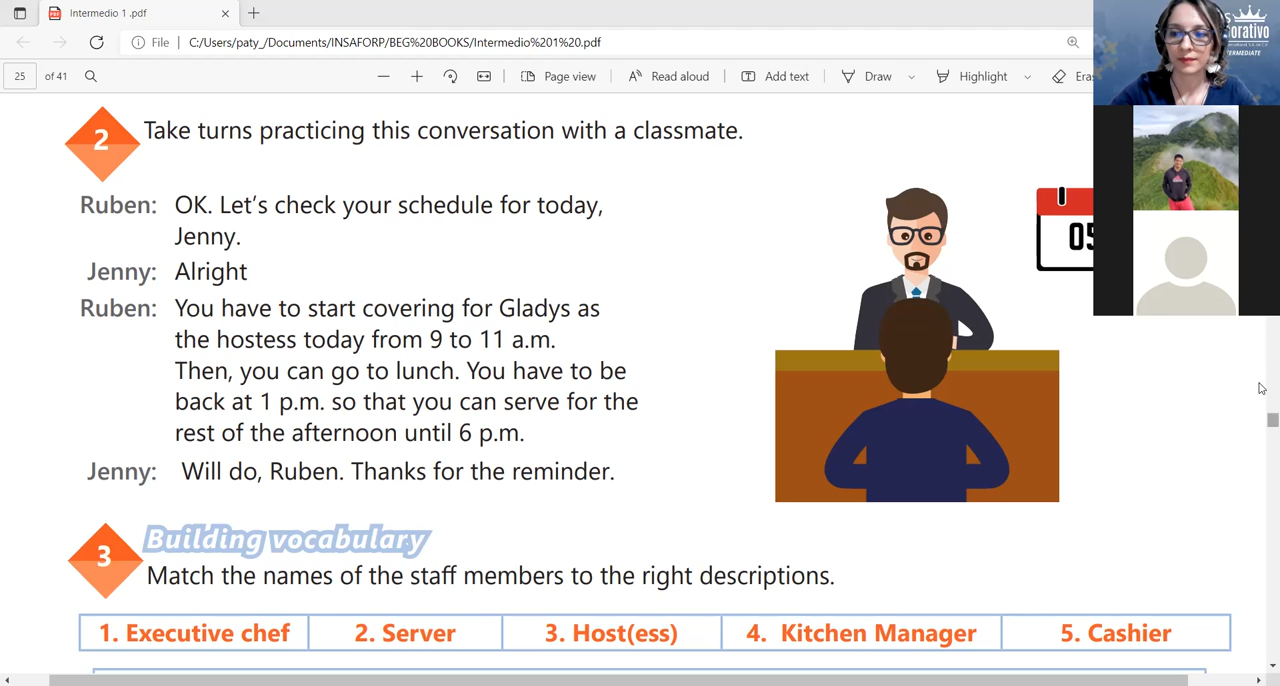 Intermedio 1 .pdf
File
C:/Users/paty_/Documents/INSAFORP/BEG%20BOOKS/Intermedio%201%20.pdf
25 of 41
Page view
Read aloud
Add text
Draw
Highlight
2 Take turns practicing this conversation with a classmate.
Ruben: OK. Let's check your schedule for today,
Jenny.
Jenny: Alright
Ruben: You have to start covering for Gladys as
the hostess today from 9 to 11 a.m.
Then, you can go to lunch. You have to be
back at 1 p.m. so that you can serve for the
rest of the afternoon until 6 p.m.
Jenny: Will do, Ruben. Thanks for the reminder.
05
3 Building vocabulary
Match the names of the staff members to the right descriptions.
1. Executive chef
2. Server
3. Host(ess)
4. Kitchen Manager
5. Cashier